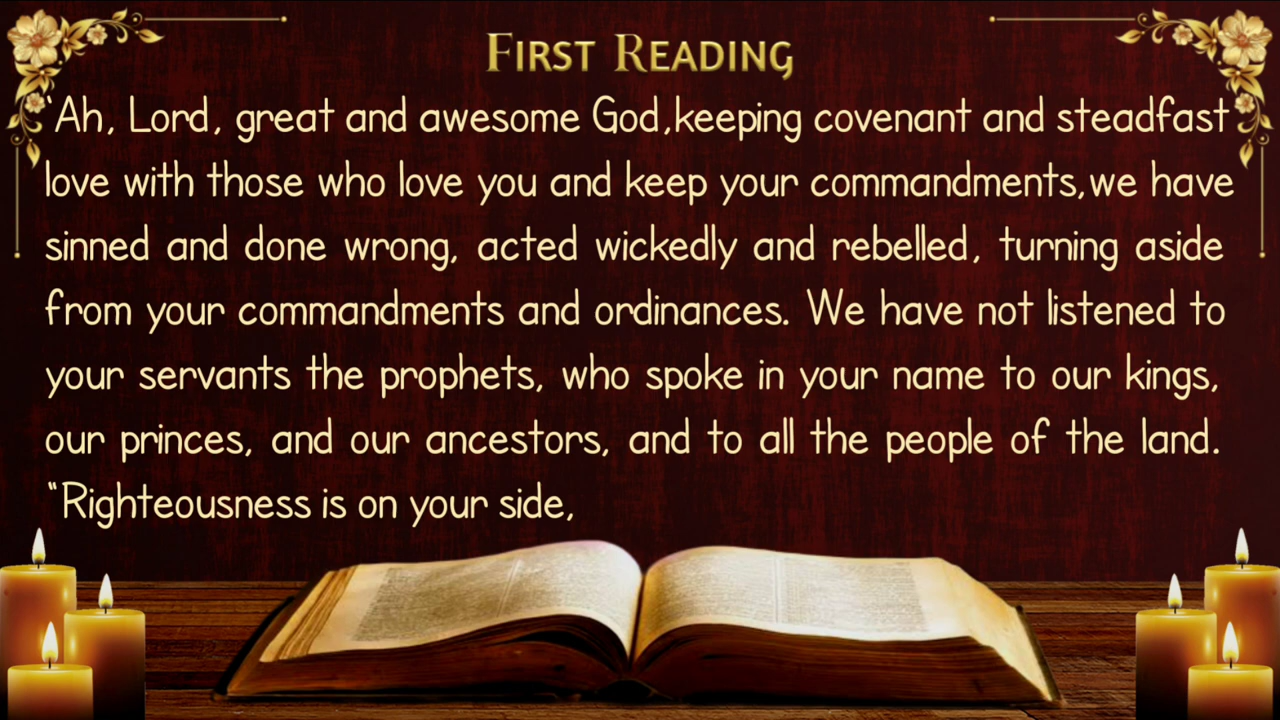 First Reading
‘Ah, Lord, great and awesome God,keeping covenant and steadfast
love with those who love you and keep your commandments,we have
sinned and done wrong, acted wickedly and rebelled, turning aside
from your commandments and ordinances. We have not listened to
your servants the prophets, who spoke in your name to our kings,
our princes, and our ancestors, and to all the people of the land.
“Righteousness is on your side,